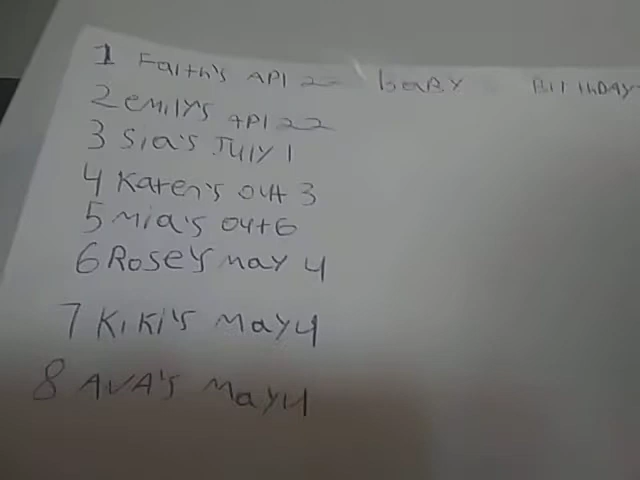 1 Faith's API 22 baBY BirthDAY
2 emily's API 22
3 Sia's July 1
4 Karen's out 3
5 Mia's out 6
6 Rose's may 4
7 KiKi's May 4
8 AVA's May 4